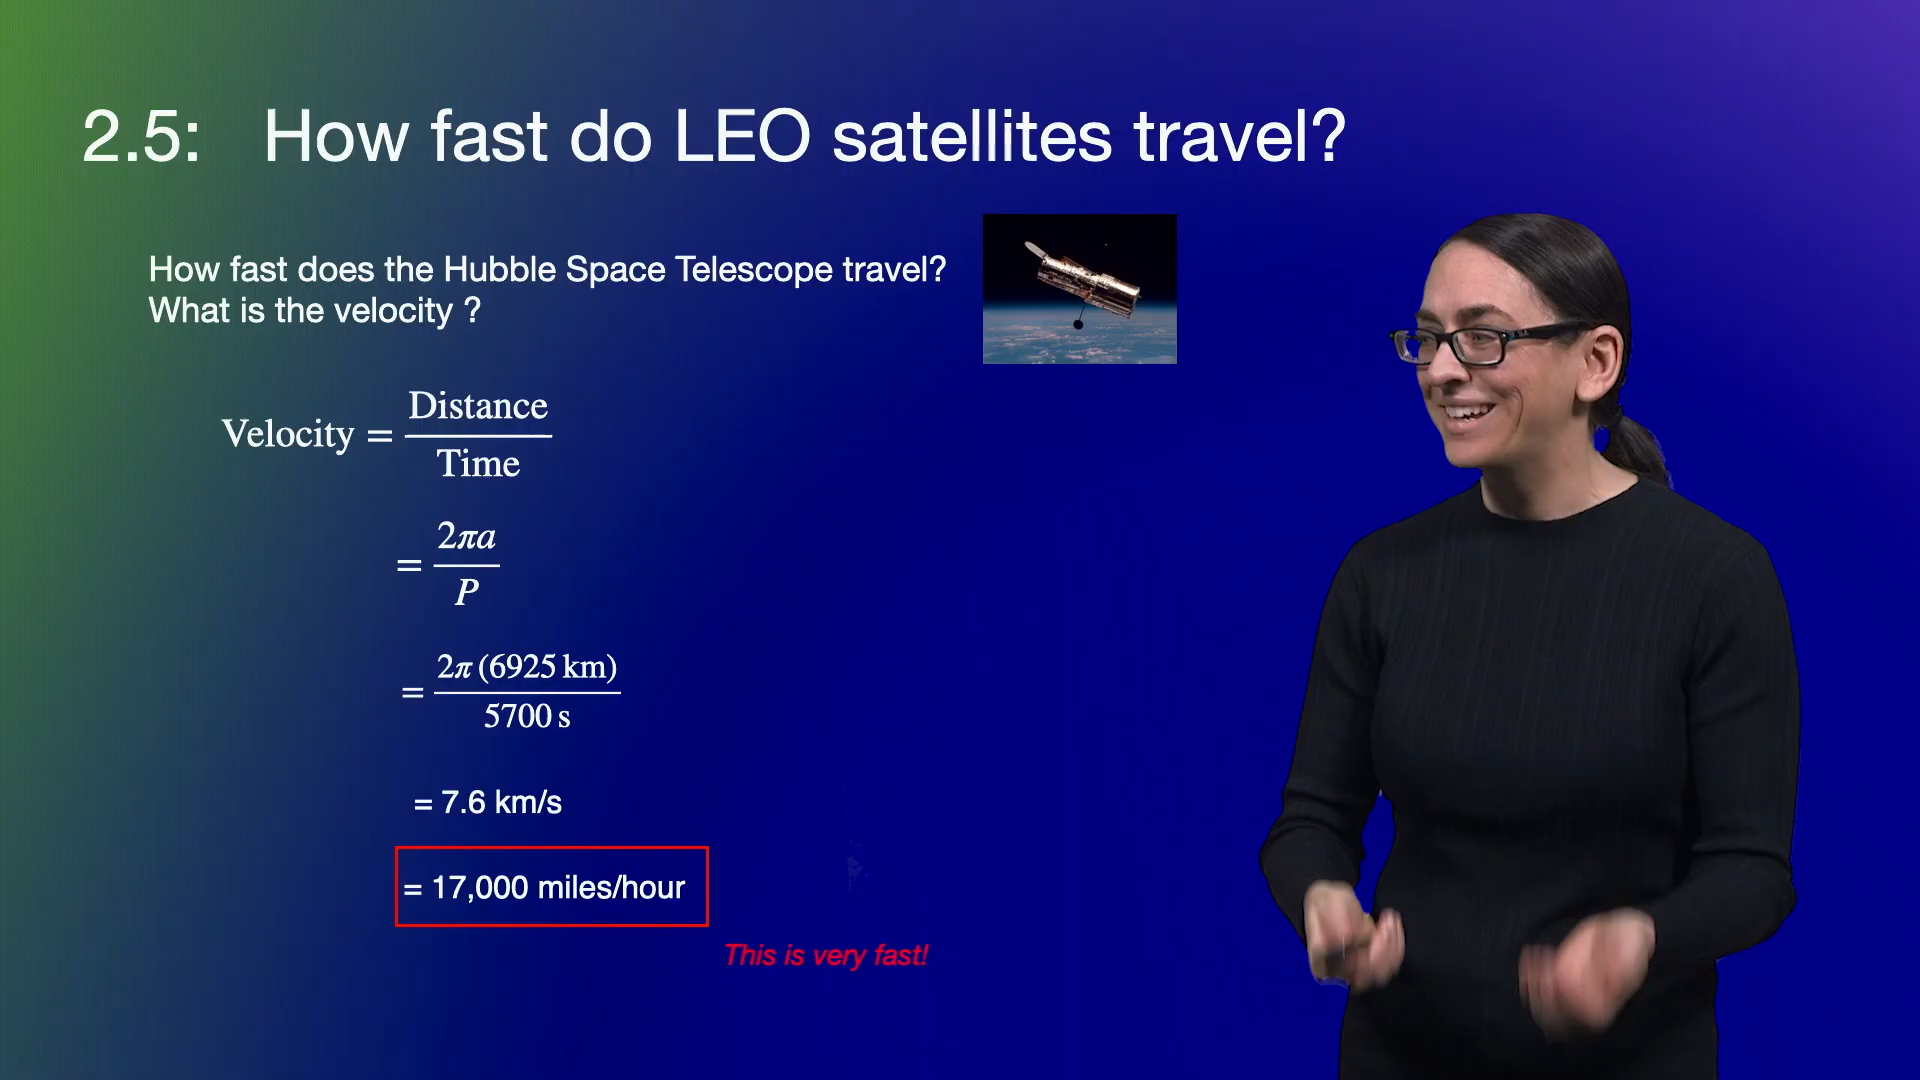 2.5: How fast do LEO satellites travel?
How fast does the Hubble Space Telescope travel?
What is the velocity ?
Velocity = Distance / Time
= 2πa / P
= 2π (6925 km) / 5700 s
= 7.6 km/s
= 17,000 miles/hour
This is very fast!